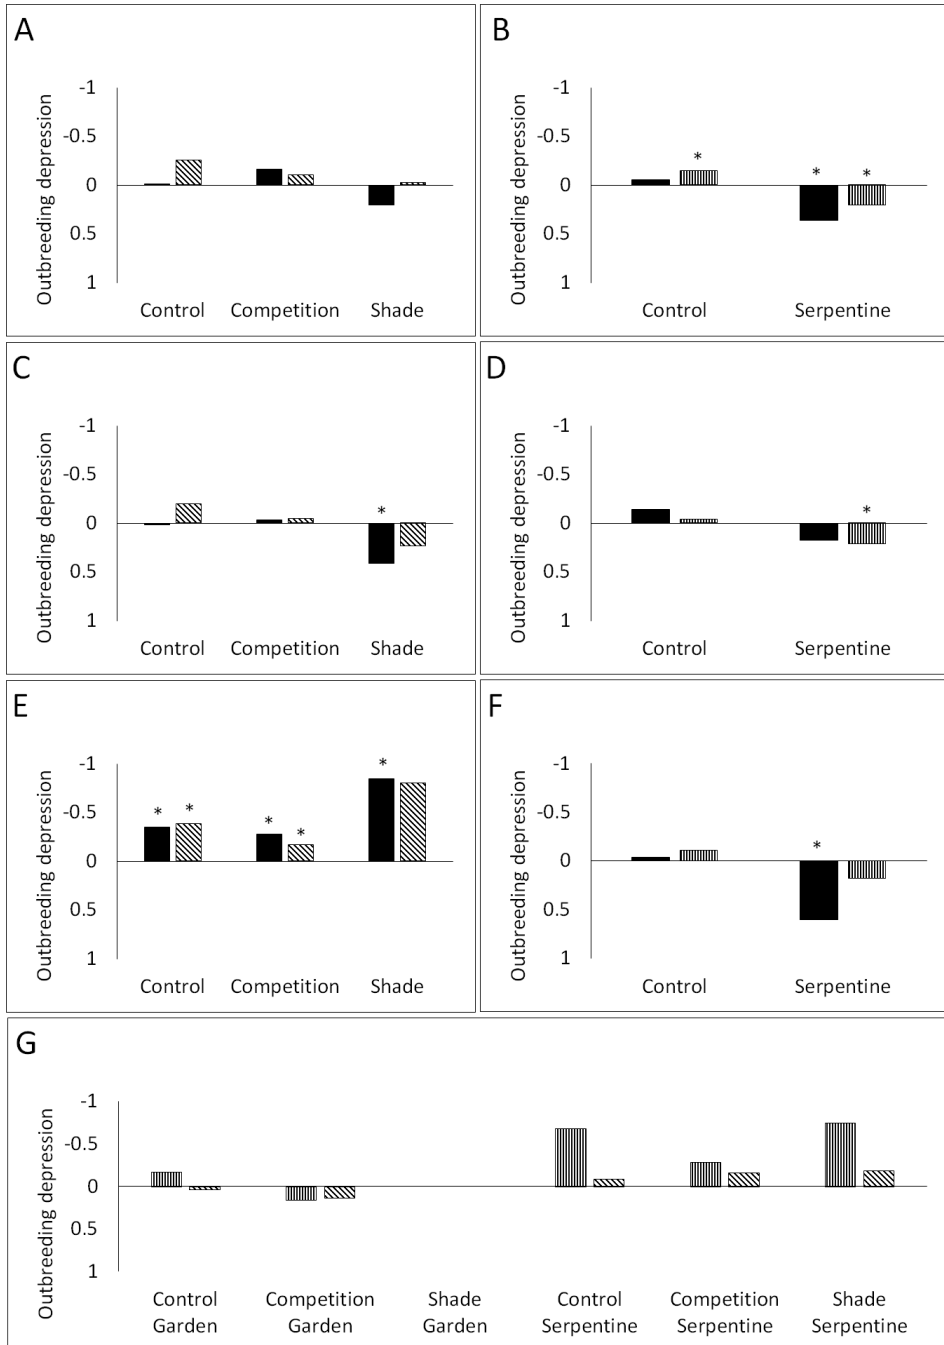 A
Outbreeding depression
-1
-0.5
0
0.5
1
Control Competition Shade
B
Outbreeding depression
-1
-0.5
0
0.5
1
* * *
Control Serpentine
C
Outbreeding depression
-1
-0.5
0
0.5
1
*
Control Competition Shade
D
Outbreeding depression
-1
-0.5
0
0.5
1
*
Control Serpentine
E
Outbreeding depression
-1
-0.5
0
0.5
1
* * * * *
Control Competition Shade
F
Outbreeding depression
-1
-0.5
0
0.5
1
*
Control Serpentine
G
Outbreeding depression
-1
-0.5
0
0.5
1
Control Garden
Competition Garden
Shade Garden
Control Serpentine
Competition Serpentine
Shade Serpentine